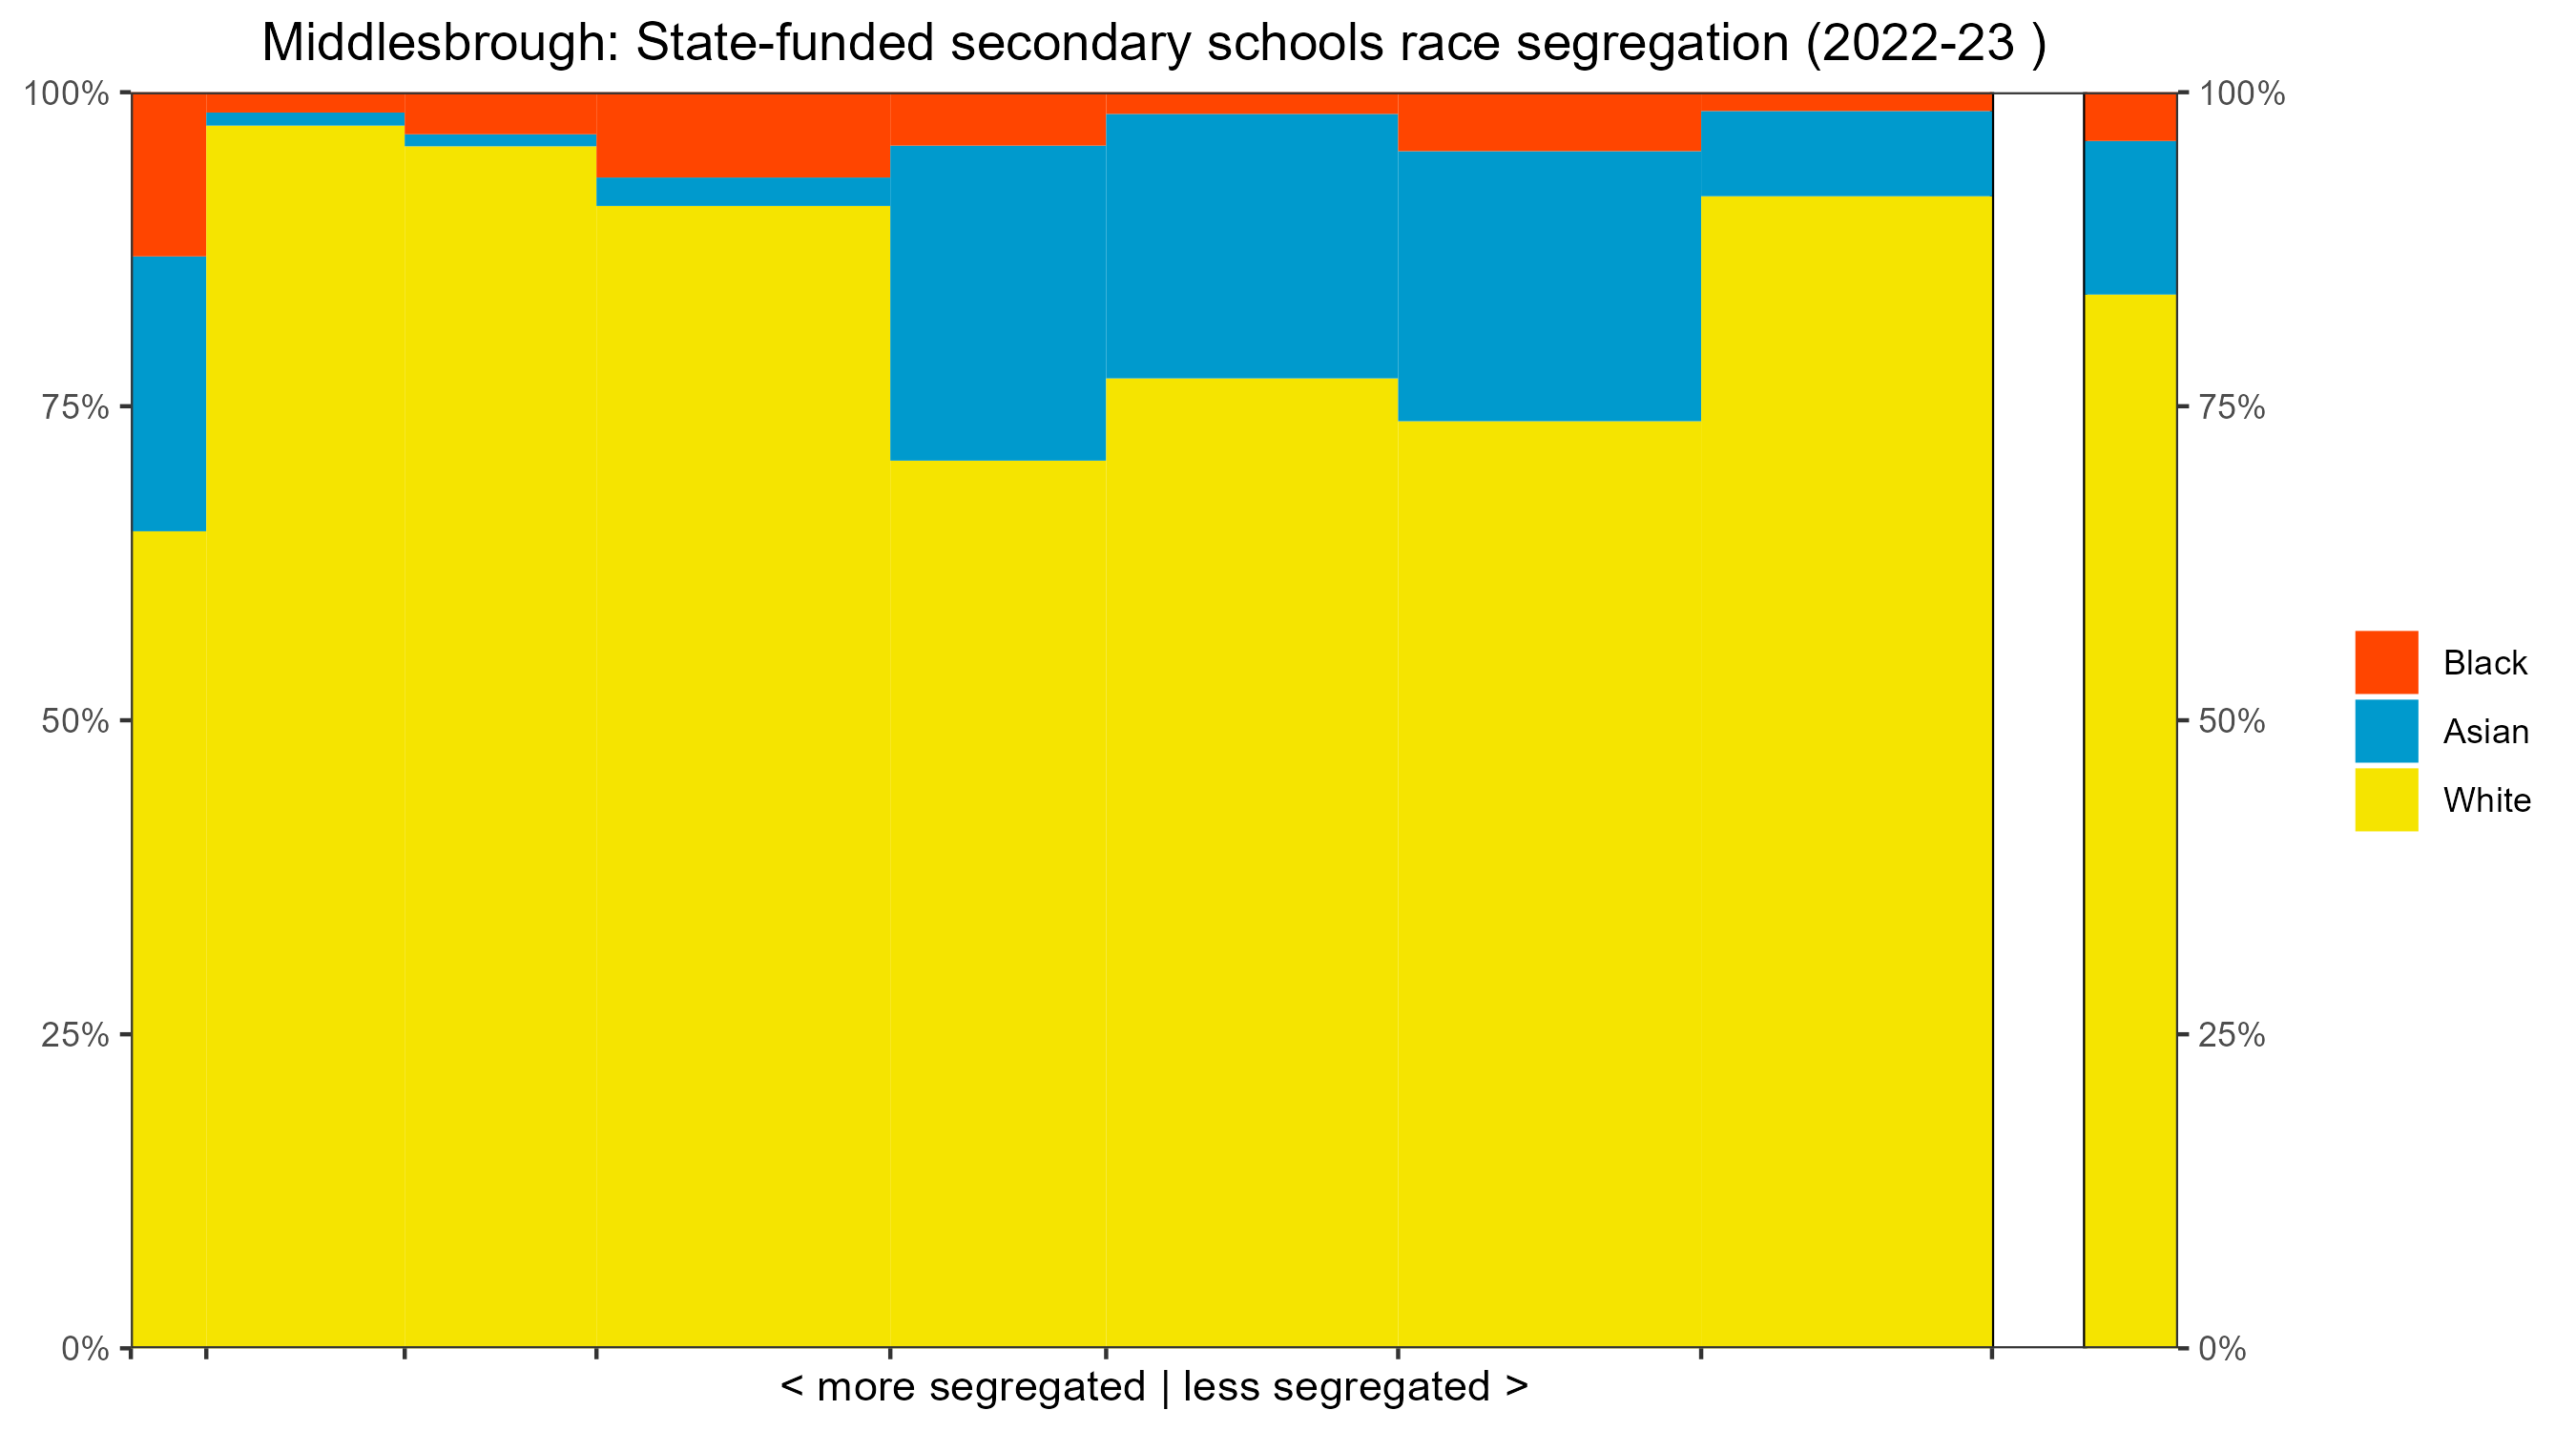 Middlesbrough: State-funded secondary schools race segregation (2022-23 )
100%
75%
50%
25%
0%
100%
75%
50%
25%
0%
Black
Asian
White
< more segregated | less segregated >